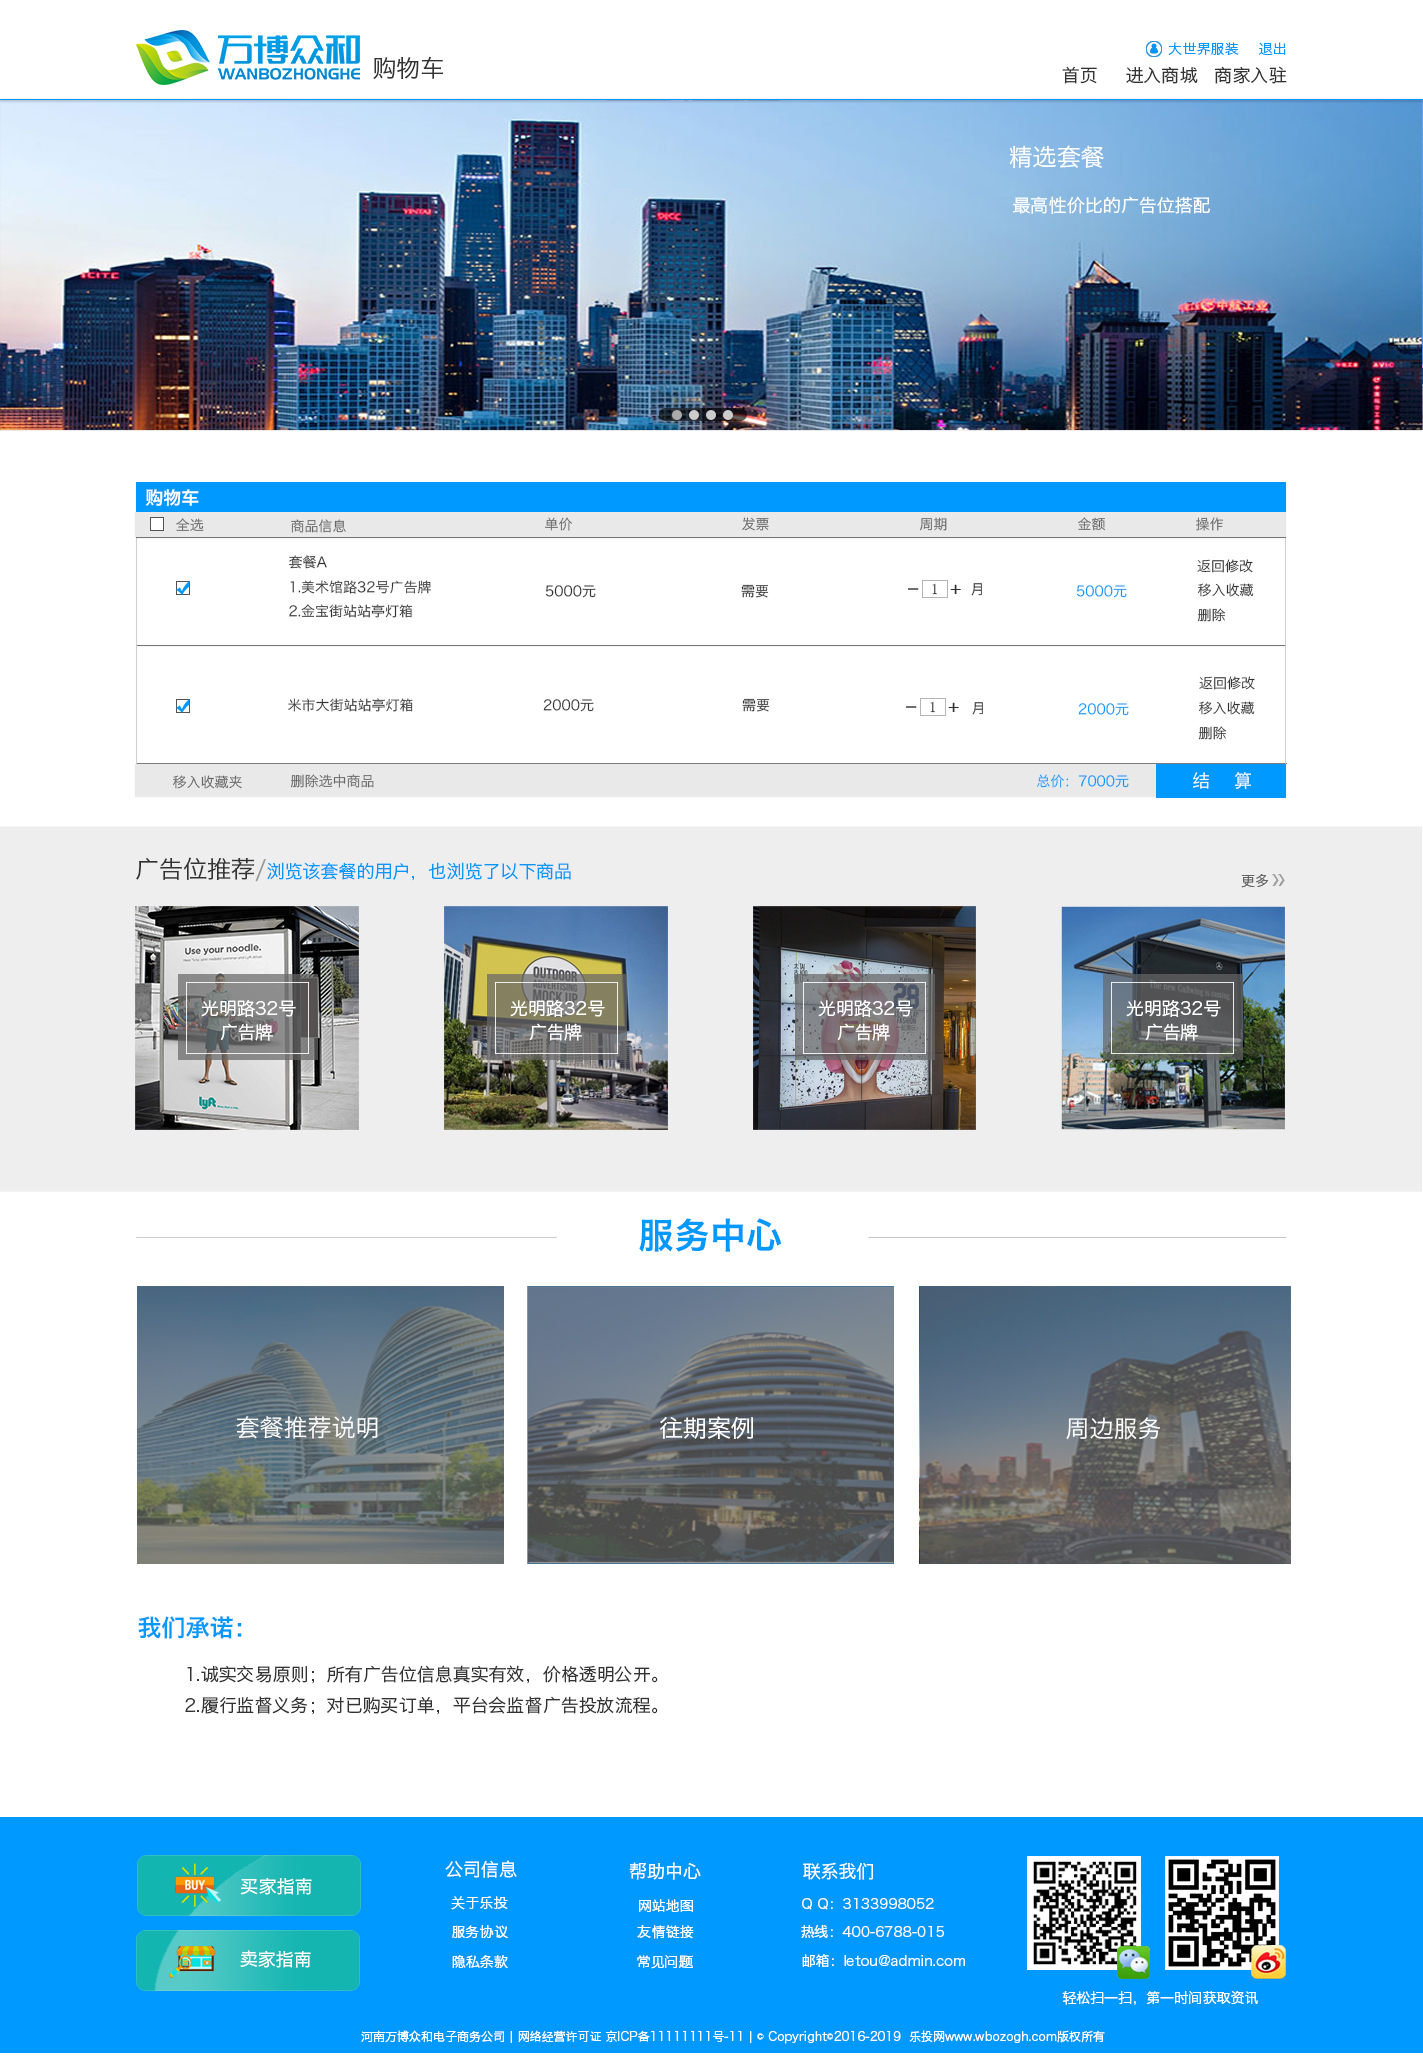 万博众和
WANBOZHONGHE
购物车
大世界服装 退出
首页 进入商城 商家入驻
精选套餐
最高性价比的广告位搭配
CITIC
YINTAI
PICC
中航工业
AVIC
购物车
全选 商品信息 单价 发票 周期 金额 操作
套餐A
1.美术馆路32号广告牌
2.金宝街站站亭灯箱
5000元 需要 － 1 ＋ 月 5000元
返回修改
移入收藏
删除
米市大街站站亭灯箱 2000元 需要 － 1 ＋ 月 2000元
返回修改
移入收藏
删除
移入收藏夹 删除选中商品 总价：7000元 结 算
广告位推荐/浏览该套餐的用户，也浏览了以下商品
更多
Use your noodle.
光明路32号
广告牌
lyft
OUTDOOR
ADVERTISING
MOCK UP
光明路32号
广告牌
29
光明路32号
广告牌
光明路32号
广告牌
服务中心
套餐推荐说明
往期案例
周边服务
我们承诺：
1.诚实交易原则；所有广告位信息真实有效，价格透明公开。
2.履行监督义务；对已购买订单，平台会监督广告投放流程。
BUY 买家指南
卖家指南
公司信息
关于乐投
服务协议
隐私条款
帮助中心
网站地图
友情链接
常见问题
联系我们
Q Q：3133998052
热线：400-6788-015
邮箱：letou@admin.com
轻松扫一扫，第一时间获取资讯
河南万博众和电子商务公司 | 网络经营许可证 京ICP备11111111号-11 | © Copyright©2016-2019 乐投网www.wbozogh.com版权所有